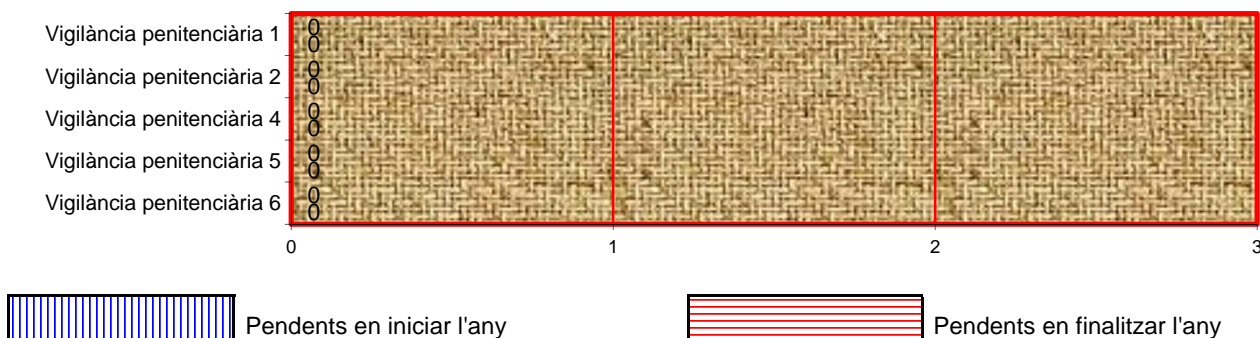 Vigilància penitenciària 1 0
0
Vigilància penitenciària 2 0
0
Vigilància penitenciària 4 0
0
Vigilància penitenciària 5 0
0
Vigilància penitenciària 6 0
0
0 1 2 3
Pendents en iniciar l'any Pendents en finalitzar l'any